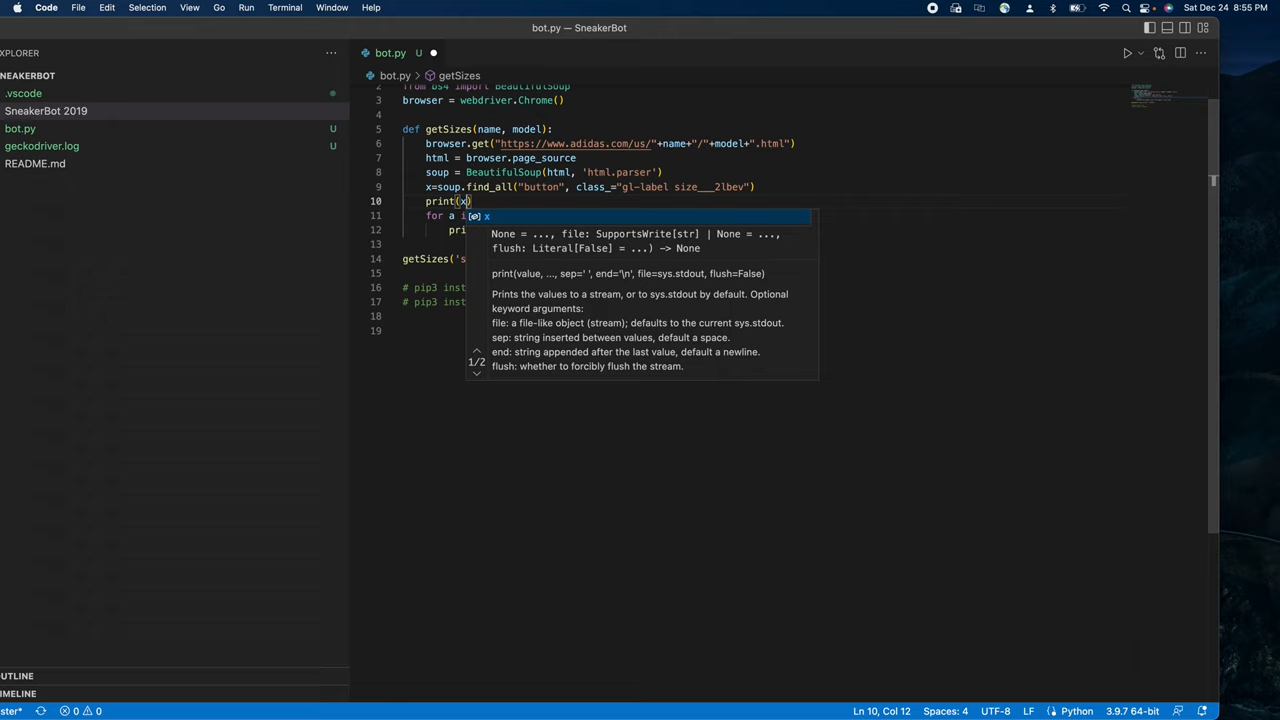 Code File Edit Selection View Go Run Terminal Window Help Sat Dec 24 8:55 PM
bot.py — SneakerBot
XPLORER ···
bot.py U
NEAKERBOT
bot.py > getSizes
.vscode
SneakerBot 2019
bot.py U
geckodriver.log U
README.md
2 from bs4 import BeautifulSoup
3 browser = webdriver.Chrome()
4
5 def getSizes(name, model):
6 browser.get("https://www.adidas.com/us/"+name+"/"+model+".html")
7 html = browser.page_source
8 soup = BeautifulSoup(html, 'html.parser')
9 x=soup.find_all("button", class_="gl-label size___2lbev")
10 print(x)
11 for a i
x
12 pri
None = ..., file: SupportsWrite[str] | None = ...,
flush: Literal[False] = ...) -> None
13
14 getSizes('s
print(value, ..., sep=' ', end='\n', file=sys.stdout, flush=False)
15
16 # pip3 inst
Prints the values to a stream, or to sys.stdout by default. Optional
17 # pip3 inst
keyword arguments:
18
file: a file-like object (stream); defaults to the current sys.stdout.
19
sep: string inserted between values, default a space.
end: string appended after the last value, default a newline.
1/2
flush: whether to forcibly flush the stream.
UTLINE
IMELINE
ster* 0 0 Ln 10, Col 12 Spaces: 4 UTF-8 LF Python 3.9.7 64-bit